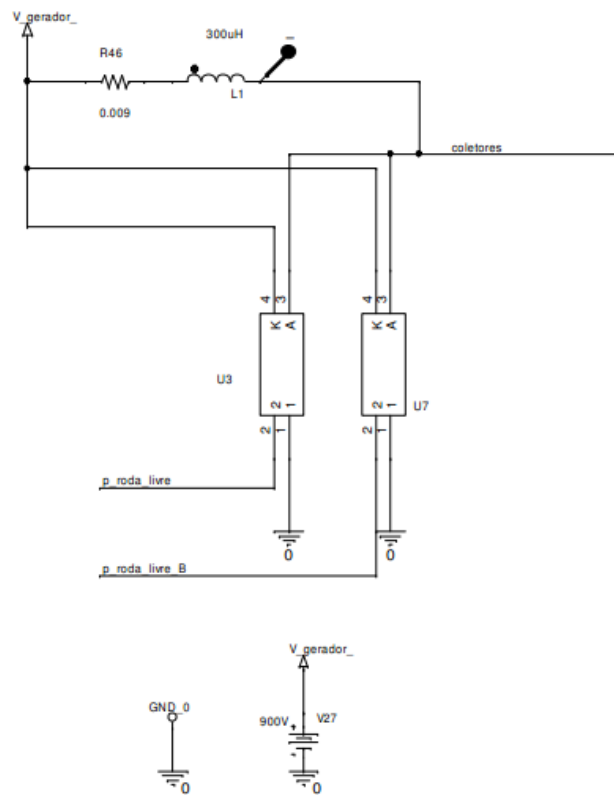 V_gerador_
300uH
R46
L1
0.009
coletores
4 3 4 3
K A K A
U3
2 1 2 1
U7
2 1 2 1
p_roda_livre
0 0
p_roda_livre_B
V_gerador_
GND_0
900V V27
0 0